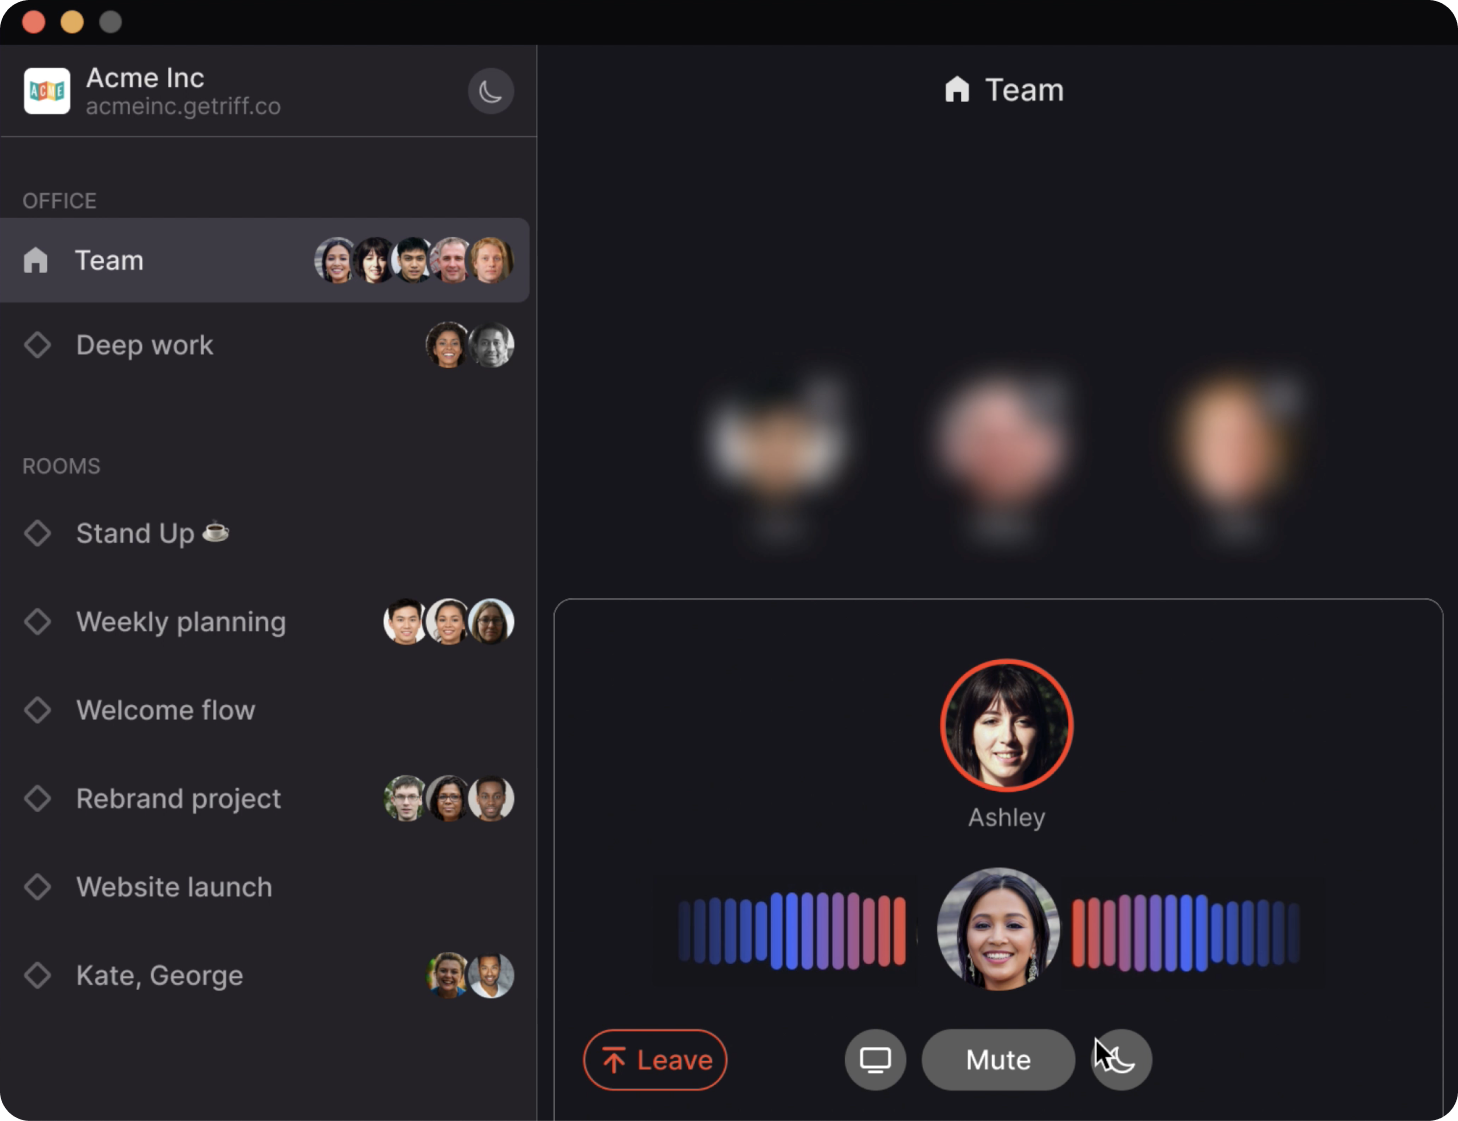 Acme Inc
acmeinc.getriff.co
ACME
OFFICE
Team
Deep work
ROOMS
Stand Up ☕
Weekly planning
Welcome flow
Rebrand project
Website launch
Kate, George
Team
Ashley
Leave
Mute